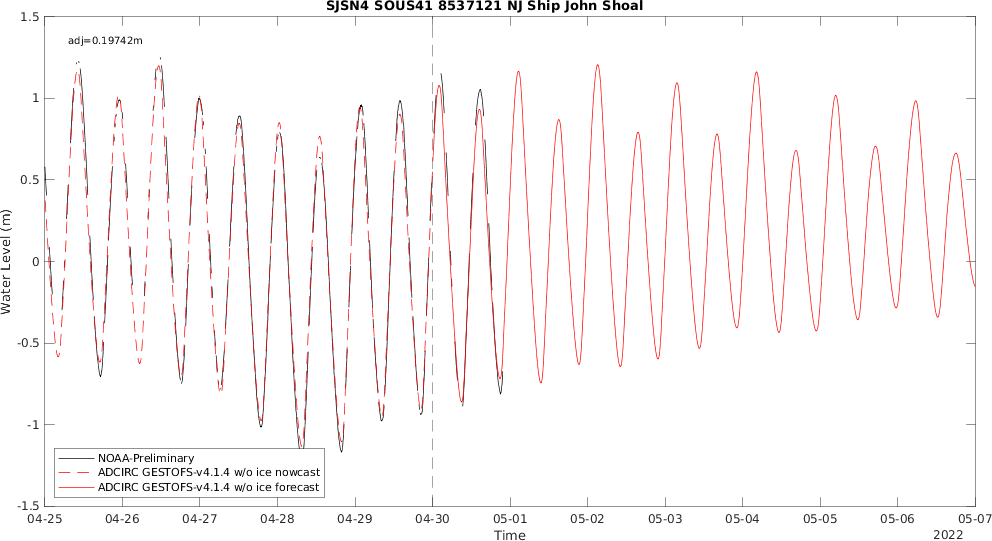 SJSN4 SOUS41 8537121 NJ Ship John Shoal
adj=0.19742m
1.5
1
0.5
0
-0.5
-1
-1.5
Water Level (m)
NOAA-Preliminary
ADCIRC GESTOFS-v4.1.4 w/o ice nowcast
ADCIRC GESTOFS-v4.1.4 w/o ice forecast
04-25 04-26 04-27 04-28 04-29 04-30 05-01 05-02 05-03 05-04 05-05 05-06 05-07
Time
2022